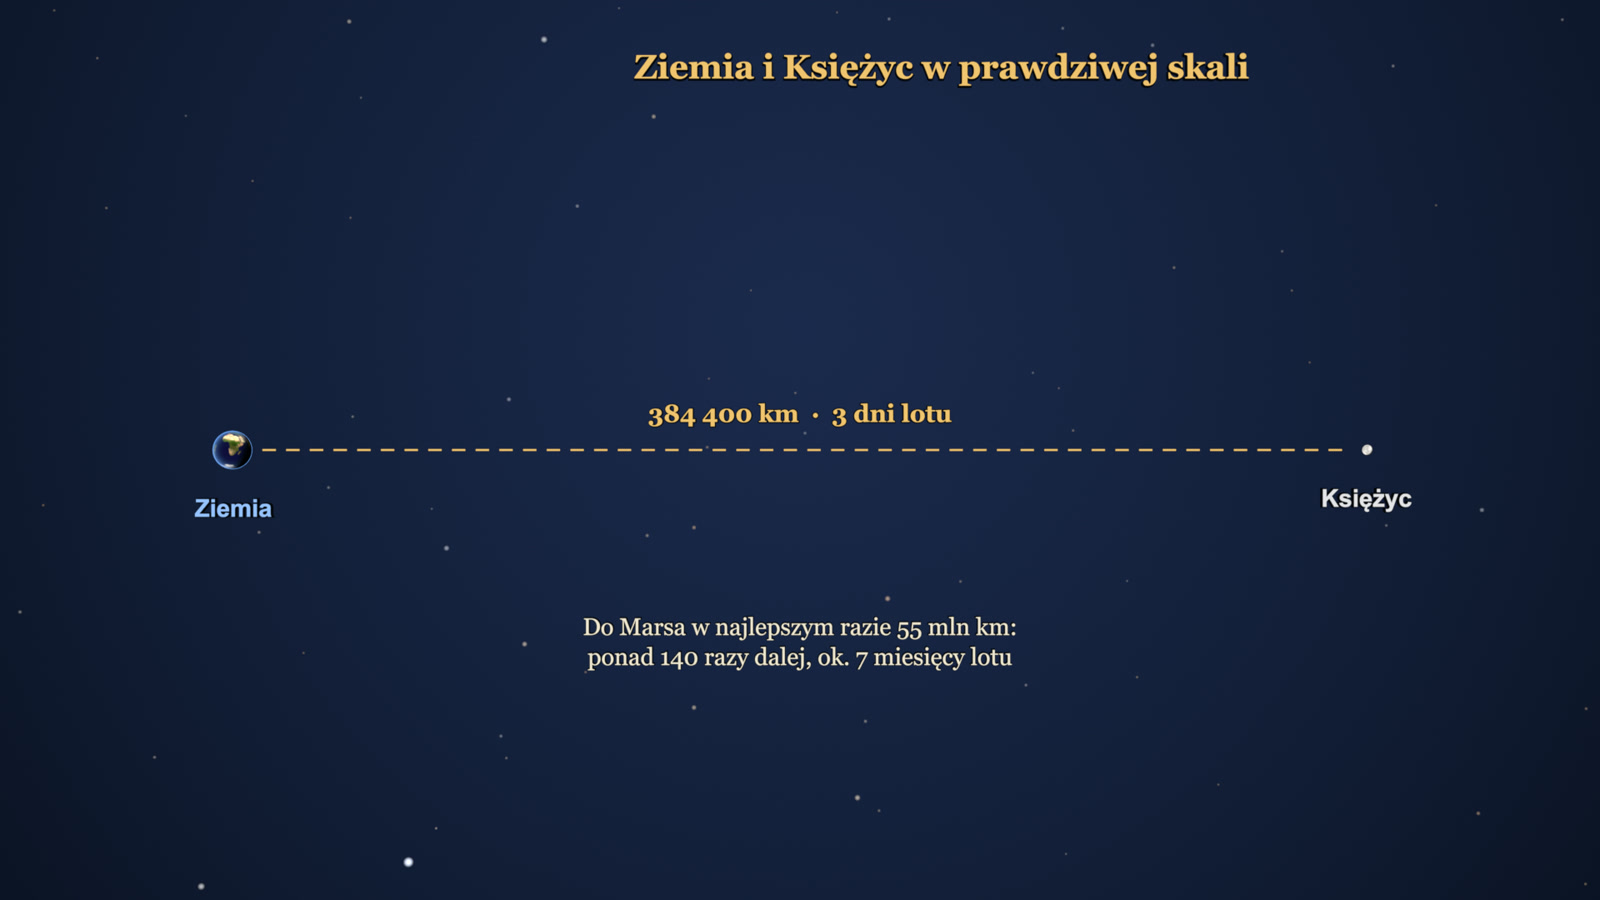 Ziemia i Księżyc w prawdziwej skali
384 400 km · 3 dni lotu
Ziemia
Księżyc
Do Marsa w najlepszym razie 55 mln km:
ponad 140 razy dalej, ok. 7 miesięcy lotu